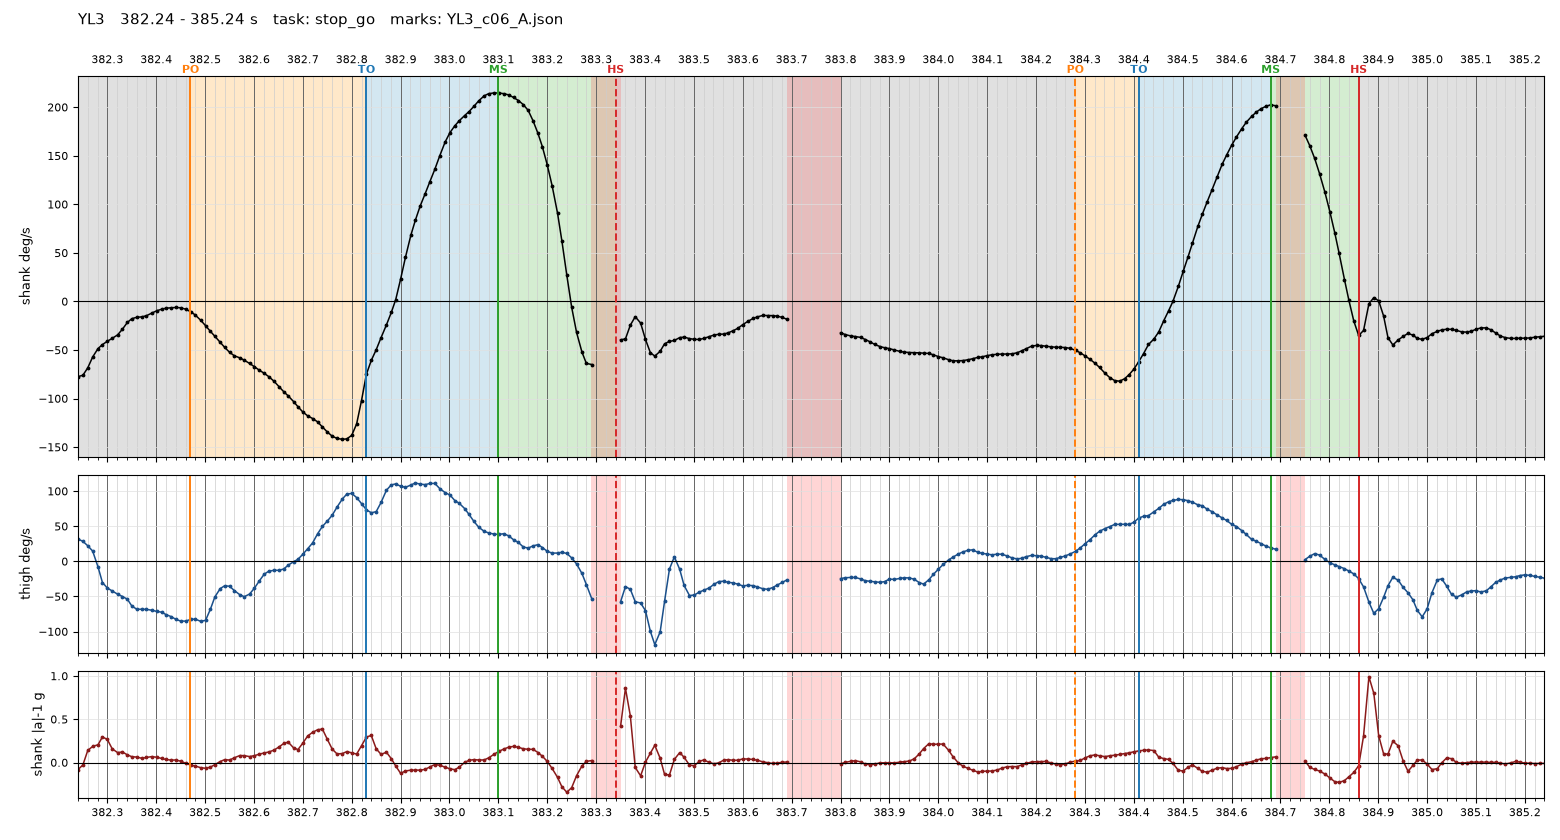 YL3   382.24 - 385.24 s   task: stop_go   marks: YL3_c06_A.json
382.3 382.4 382.5 382.6 382.7 382.8 382.9 383.0 383.1 383.2 383.3 383.4 383.5 383.6 383.7 383.8 383.9 384.0 384.1 384.2 384.3 384.4 384.5 384.6 384.7 384.8 384.9 385.0 385.1 385.2
PO TO MS HS PO TO MS HS
shank deg/s
200
150
100
50
0
−50
−100
−150
thigh deg/s
100
50
0
−50
−100
shank |a|-1 g
1.0
0.5
0.0
382.3 382.4 382.5 382.6 382.7 382.8 382.9 383.0 383.1 383.2 383.3 383.4 383.5 383.6 383.7 383.8 383.9 384.0 384.1 384.2 384.3 384.4 384.5 384.6 384.7 384.8 384.9 385.0 385.1 385.2